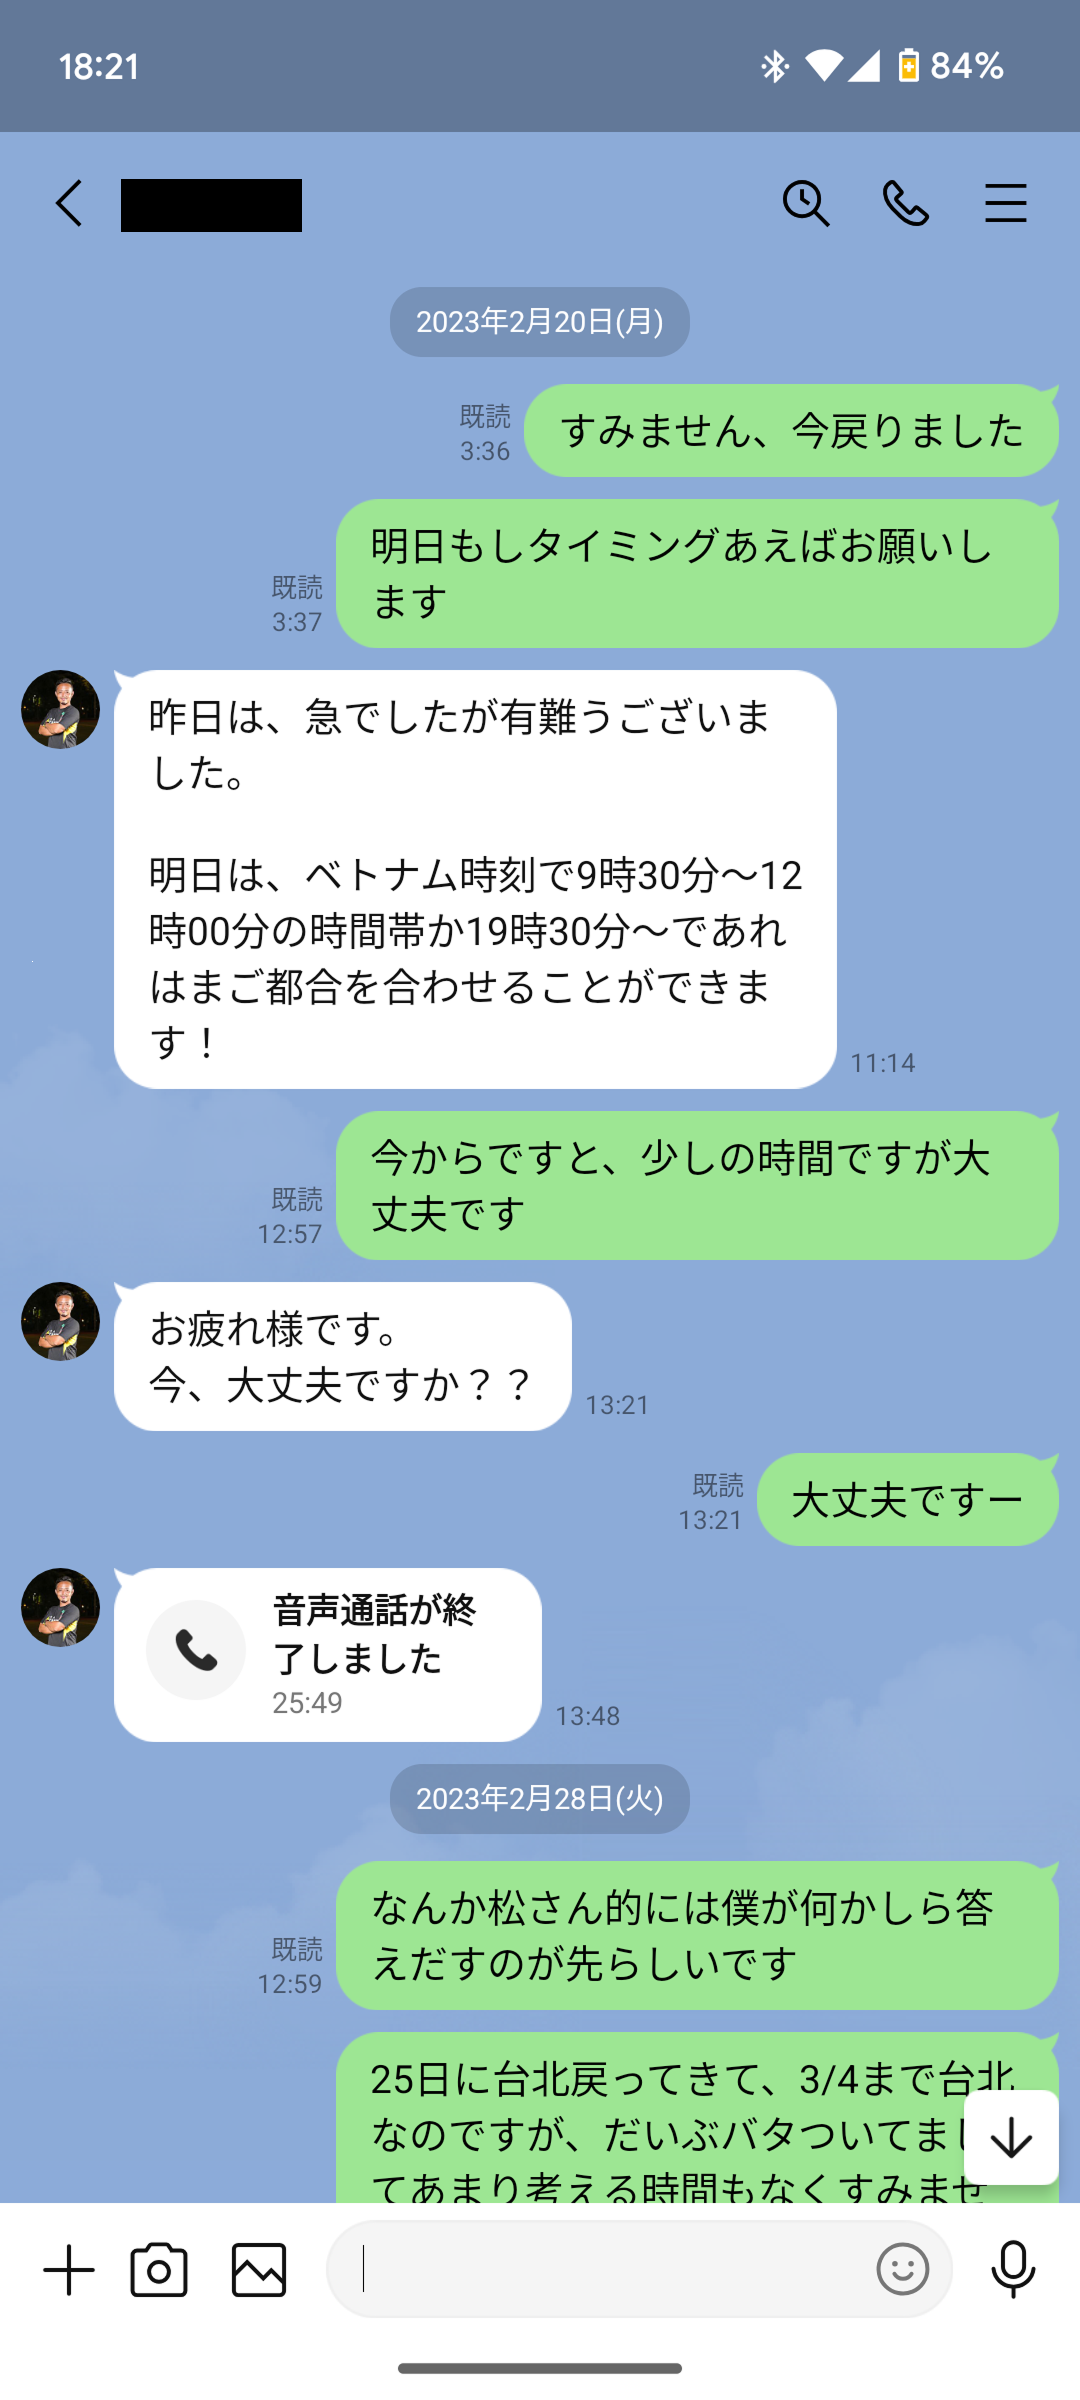 18:21
84%
2023年2月20日(月)
すみません、今戻りました
既読
3:36
明日もしタイミングあえばお願いし
ます
既読
3:37
昨日は、急でしたが有難うございま
した。
明日は、ベトナム時刻で9時30分〜12
時00分の時間帯か19時30分〜であれ
はまご都合を合わせることができま
す！
11:14
今からですと、少しの時間ですが大
丈夫です
既読
12:57
お疲れ様です。
今、大丈夫ですか？？
13:21
大丈夫ですー
既読
13:21
音声通話が終
了しました
25:49
13:48
2023年2月28日(火)
なんか松さん的には僕が何かしら答
えだすのが先らしいです
既読
12:59
25日に台北戻ってきて、3/4まで台北
なのですが、だいぶバタついてまし
てあまり考える時間もなくすみませ